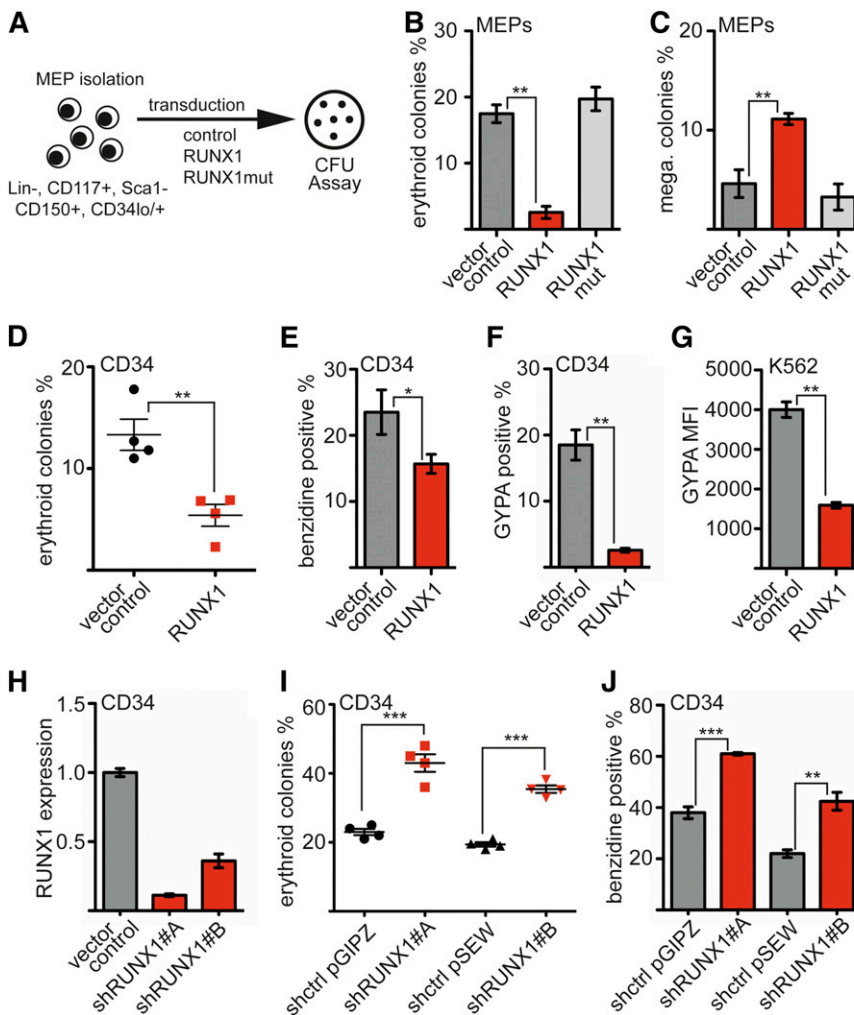 A
MEP isolation
transduction
control
RUNX1
RUNX1mut
CFU
Assay
Lin-, CD117+, Sca1-
CD150+, CD34lo/+
B
MEPs
erythroid colonies %
30
20
10
**
vector
control
RUNX1
RUNX1
mut
C
MEPs
mega. colonies %
20
10
**
vector
control
RUNX1
RUNX1
mut
D
CD34
erythroid colonies %
20
10
0
**
vector
control
RUNX1
E
CD34
benzidine positive %
30
20
10
*
vector
control
RUNX1
F
CD34
GYPA positive %
30
20
10
**
vector
control
RUNX1
G
K562
GYPA MFI
5000
4000
3000
2000
1000
**
vector
control
RUNX1
H
CD34
RUNX1 expression
1.5
1.0
0.5
vector
control
shRUNX1#A
shRUNX1#B
I
CD34
erythroid colonies %
60
40
20
0
***
***
shctrl pGIPZ
shRUNX1#A
shctrl pSEW
shRUNX1#B
J
CD34
benzidine positive %
80
60
40
20
***
**
shctrl pGIPZ
shRUNX1#A
shctrl pSEW
shRUNX1#B